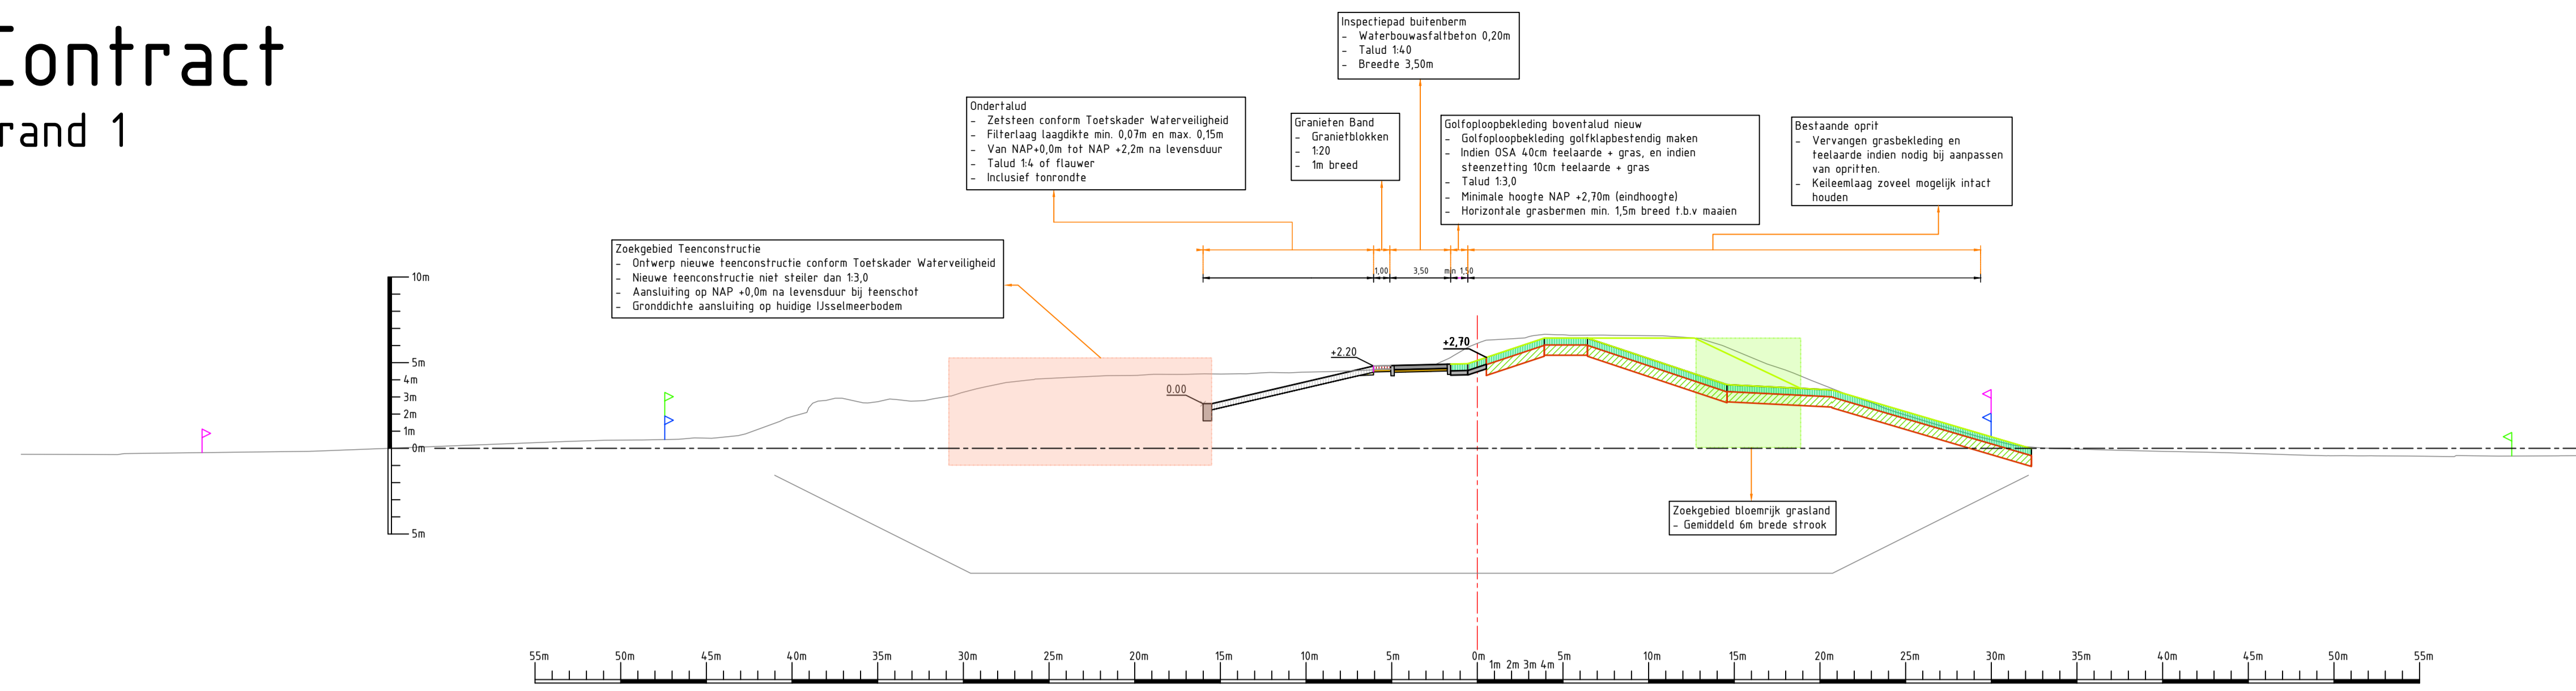 Contract
rand 1
Inspectiepad buitenberm
- Waterbouwasfaltbeton 0,20m
- Talud 1:40
- Breedte 3,50m
Ondertalud
- Zetsteen conform Toetskader Waterveiligheid
- Filterlaag laagdikte min. 0,07m en max. 0,15m
- Van NAP+0,0m tot NAP +2,2m na levensduur
- Talud 1:4 of flauwer
- Inclusief tonrondte
Granieten Band
- Granietblokken
- 1:20
- 1m breed
Golfoploopbekleding boventalud nieuw
- Golfoploopbekleding golfklapbestendig maken
- Indien OSA 40cm teelaarde + gras, en indien
steenzetting 10cm teelaarde + gras
- Talud 1:3,0
- Minimale hoogte NAP +2,70m (eindhoogte)
- Horizontale grasbermen min. 1,5m breed t.b.v maaien
Bestaande oprit
- Vervangen grasbekleding en
teelaarde indien nodig bij aanpassen
van opritten.
- Keileemlaag zoveel mogelijk intact
houden
Zoekgebied Teenconstructie
- Ontwerp nieuwe teenconstructie conform Toetskader Waterveiligheid
- Nieuwe teenconstructie niet steiler dan 1:3,0
- Aansluiting op NAP +0,0m na levensduur bij teenschot
- Gronddichte aansluiting op huidige IJsselmeerbodem
1,00 3,50 min 1,50
10m
5m
4m
3m
2m
1m
0m
5m
0.00
+2.20
+2,70
Zoekgebied bloemrijk grasland
- Gemiddeld 6m brede strook
55m 50m 45m 40m 35m 30m 25m 20m 15m 10m 5m 0m 5m 10m 15m 20m 25m 30m 35m 40m 45m 50m 55m
1m 2m 3m 4m